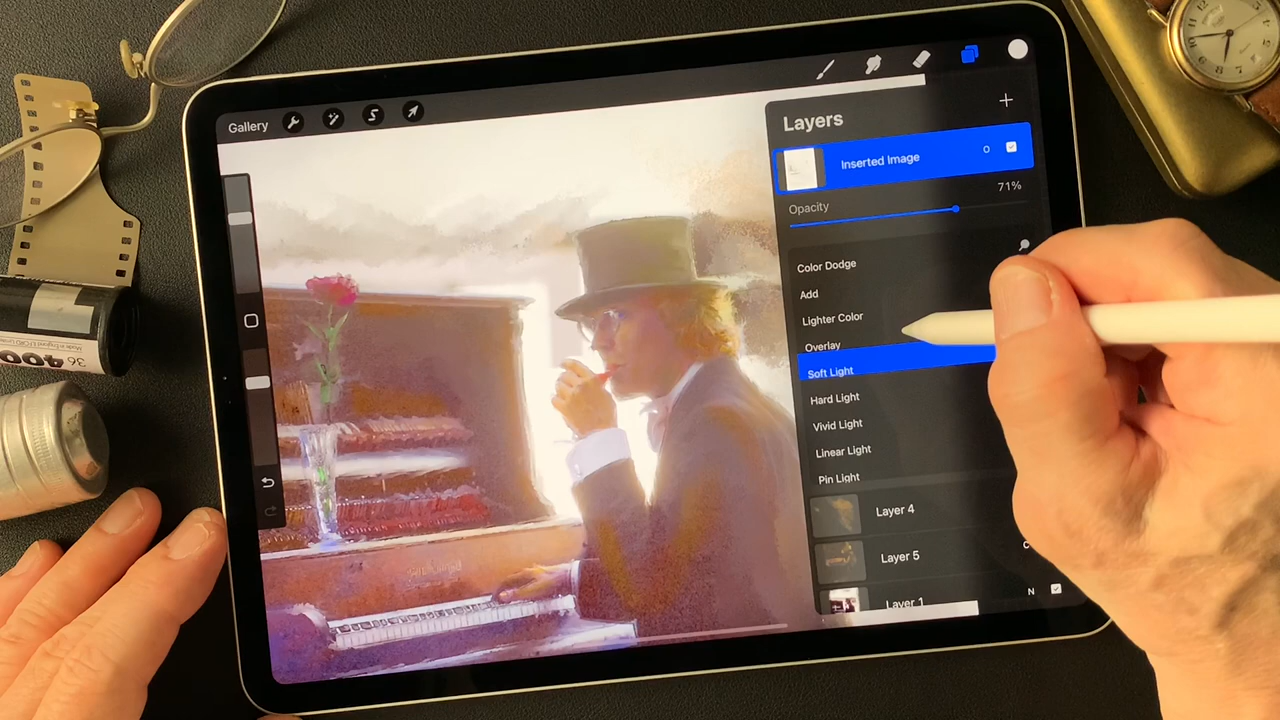 Gallery
Layers
Inserted Image O
Opacity 71%
Color Dodge
Add
Lighter Color
Overlay
Soft Light
Hard Light
Vivid Light
Linear Light
Pin Light
Layer 4
Layer 5
Layer 1 N
36
400